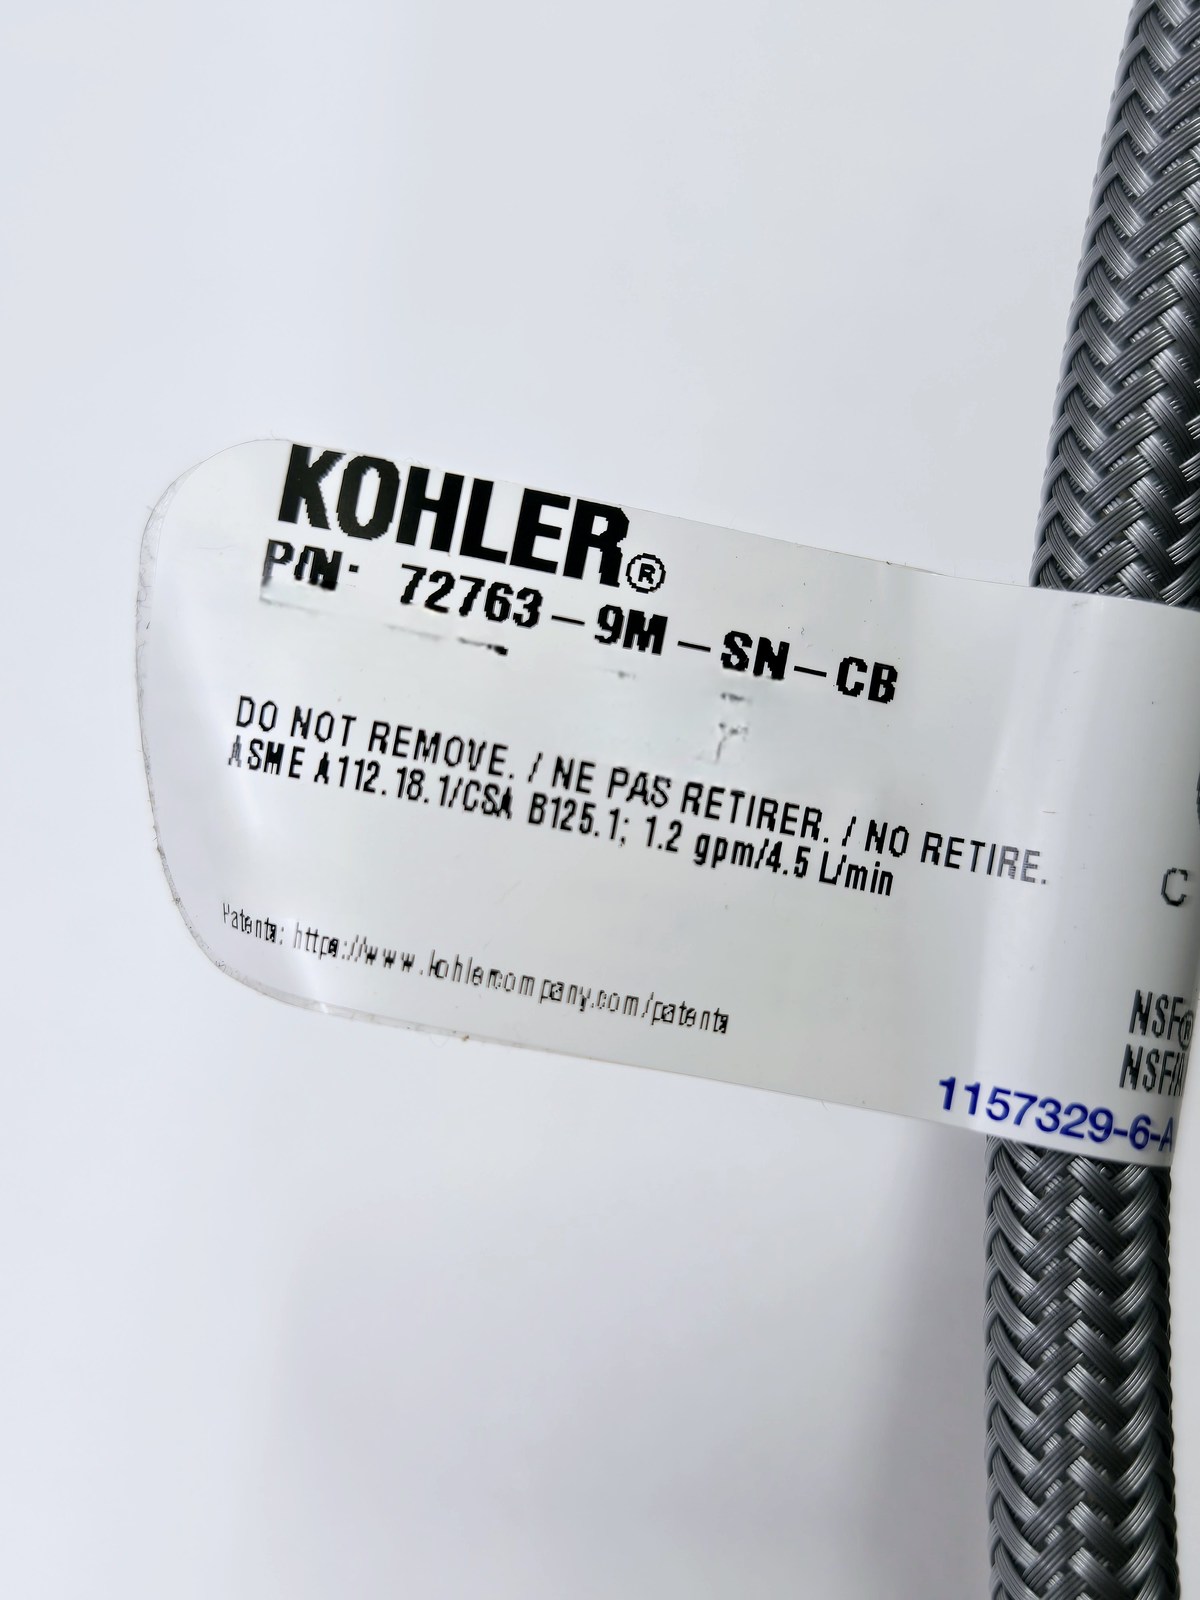 KOHLER®
P/N: 72763-9M-SN-CB
DO NOT REMOVE. / NE PAS RETIRER. / NO RETIRE.
ASME A112.18.1/CSA B125.1; 1.2 gpm/4.5 L/min
C
Patents: https://www.kohlercompany.com/patents
NSF®
NSF/
1157329-6-A